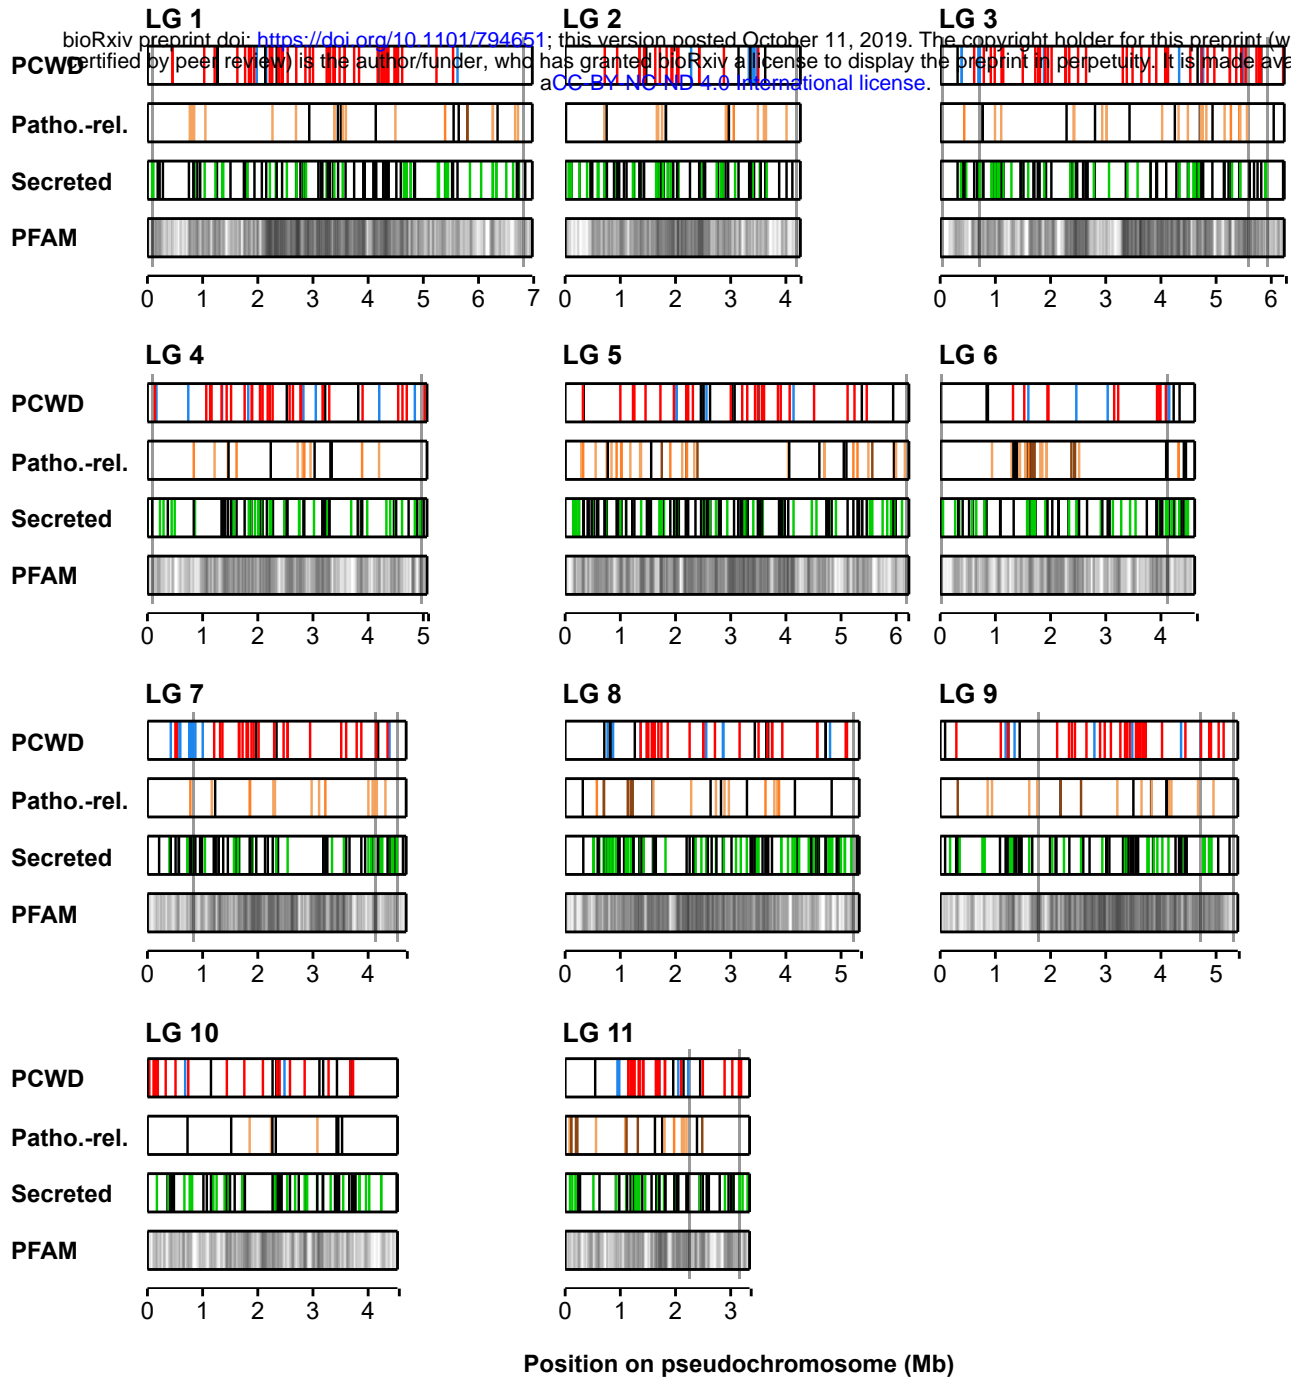 LG 1 LG 2 LG 3
bioRxiv preprint doi: https://doi.org/10.1101/794651; this version posted October 11, 2019. The copyright holder for this preprint (w
certified by peer review) is the author/funder, who has granted bioRxiv a license to display the preprint in perpetuity. It is made ava
aCC-BY-NC-ND 4.0 International license.
PCWD
Patho.-rel.
Secreted
PFAM
0 1 2 3 4 5 6 7 0 1 2 3 4 0 1 2 3 4 5 6
LG 4 LG 5 LG 6
PCWD
Patho.-rel.
Secreted
PFAM
0 1 2 3 4 5 0 1 2 3 4 5 6 0 1 2 3 4
LG 7 LG 8 LG 9
PCWD
Patho.-rel.
Secreted
PFAM
0 1 2 3 4 0 1 2 3 4 5 0 1 2 3 4 5
LG 10 LG 11
PCWD
Patho.-rel.
Secreted
PFAM
0 1 2 3 4 0 1 2 3
Position on pseudochromosome (Mb)